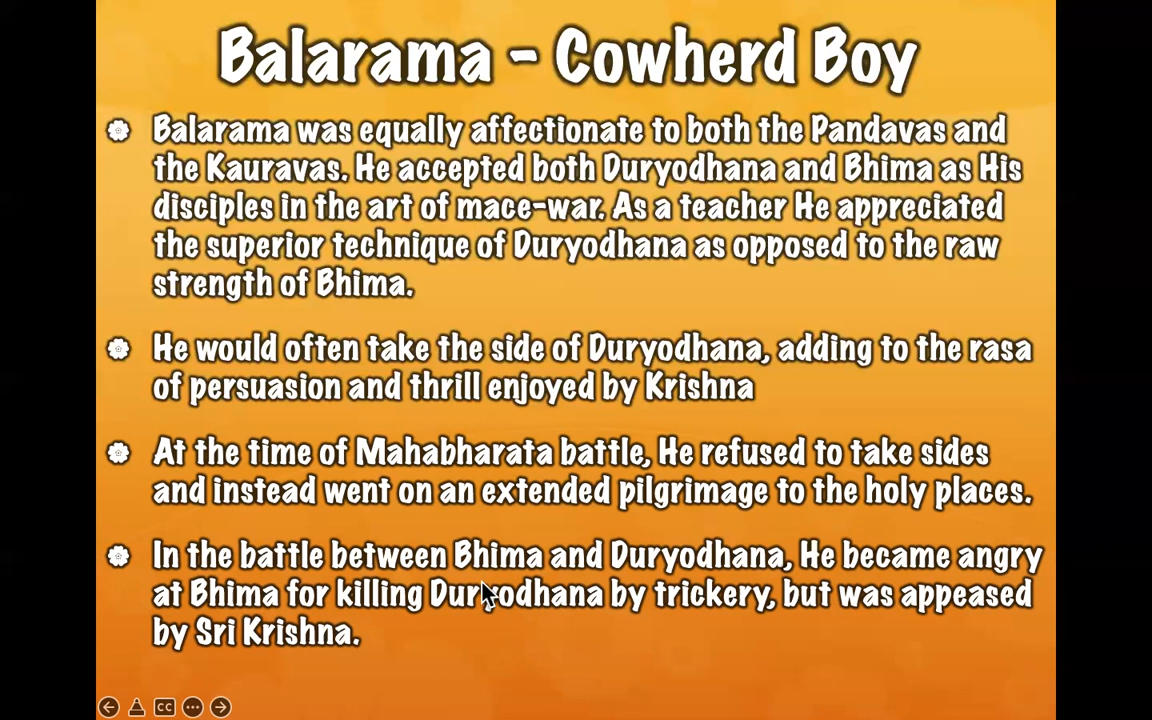 Balarama - Cowherd Boy
Balarama was equally affectionate to both the Pandavas and
the Kauravas. He accepted both Duryodhana and Bhima as His
disciples in the art of mace-war. As a teacher He appreciated
the superior technique of Duryodhana as opposed to the raw
strength of Bhima.
He would often take the side of Duryodhana, adding to the rasa
of persuasion and thrill enjoyed by Krishna
At the time of Mahabharata battle, He refused to take sides
and instead went on an extended pilgrimage to the holy places.
In the battle between Bhima and Duryodhana, He became angry
at Bhima for killing Duryodhana by trickery, but was appeased
by Sri Krishna.
CC